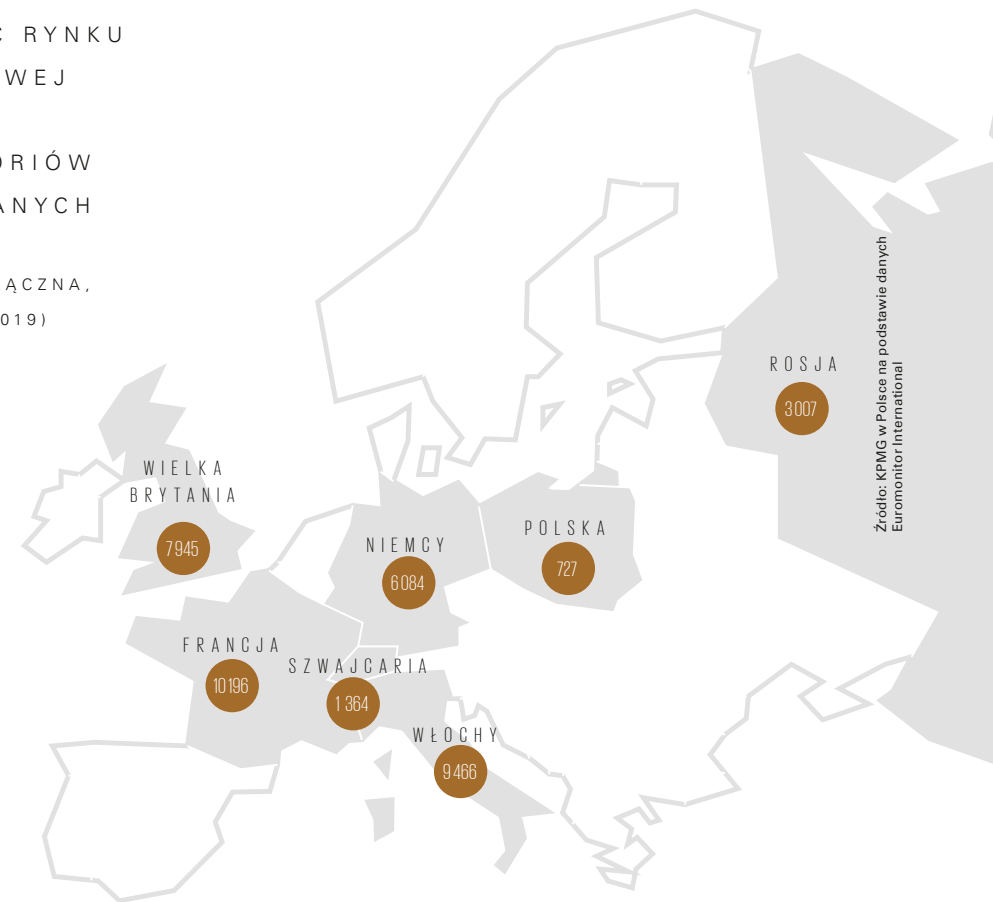 Ć RYNKU
WEJ
ORIÓW
ANYCH
ĄCZNA,
019)
ROSJA
3 007
Źródło: KPMG w Polsce na podstawie danych
Euromonitor International
WIELKA
BRYTANIA
7 945
NIEMCY
6 084
POLSKA
727
FRANCJA
10 196
SZWAJCARIA
1 364
WŁOCHY
9 466